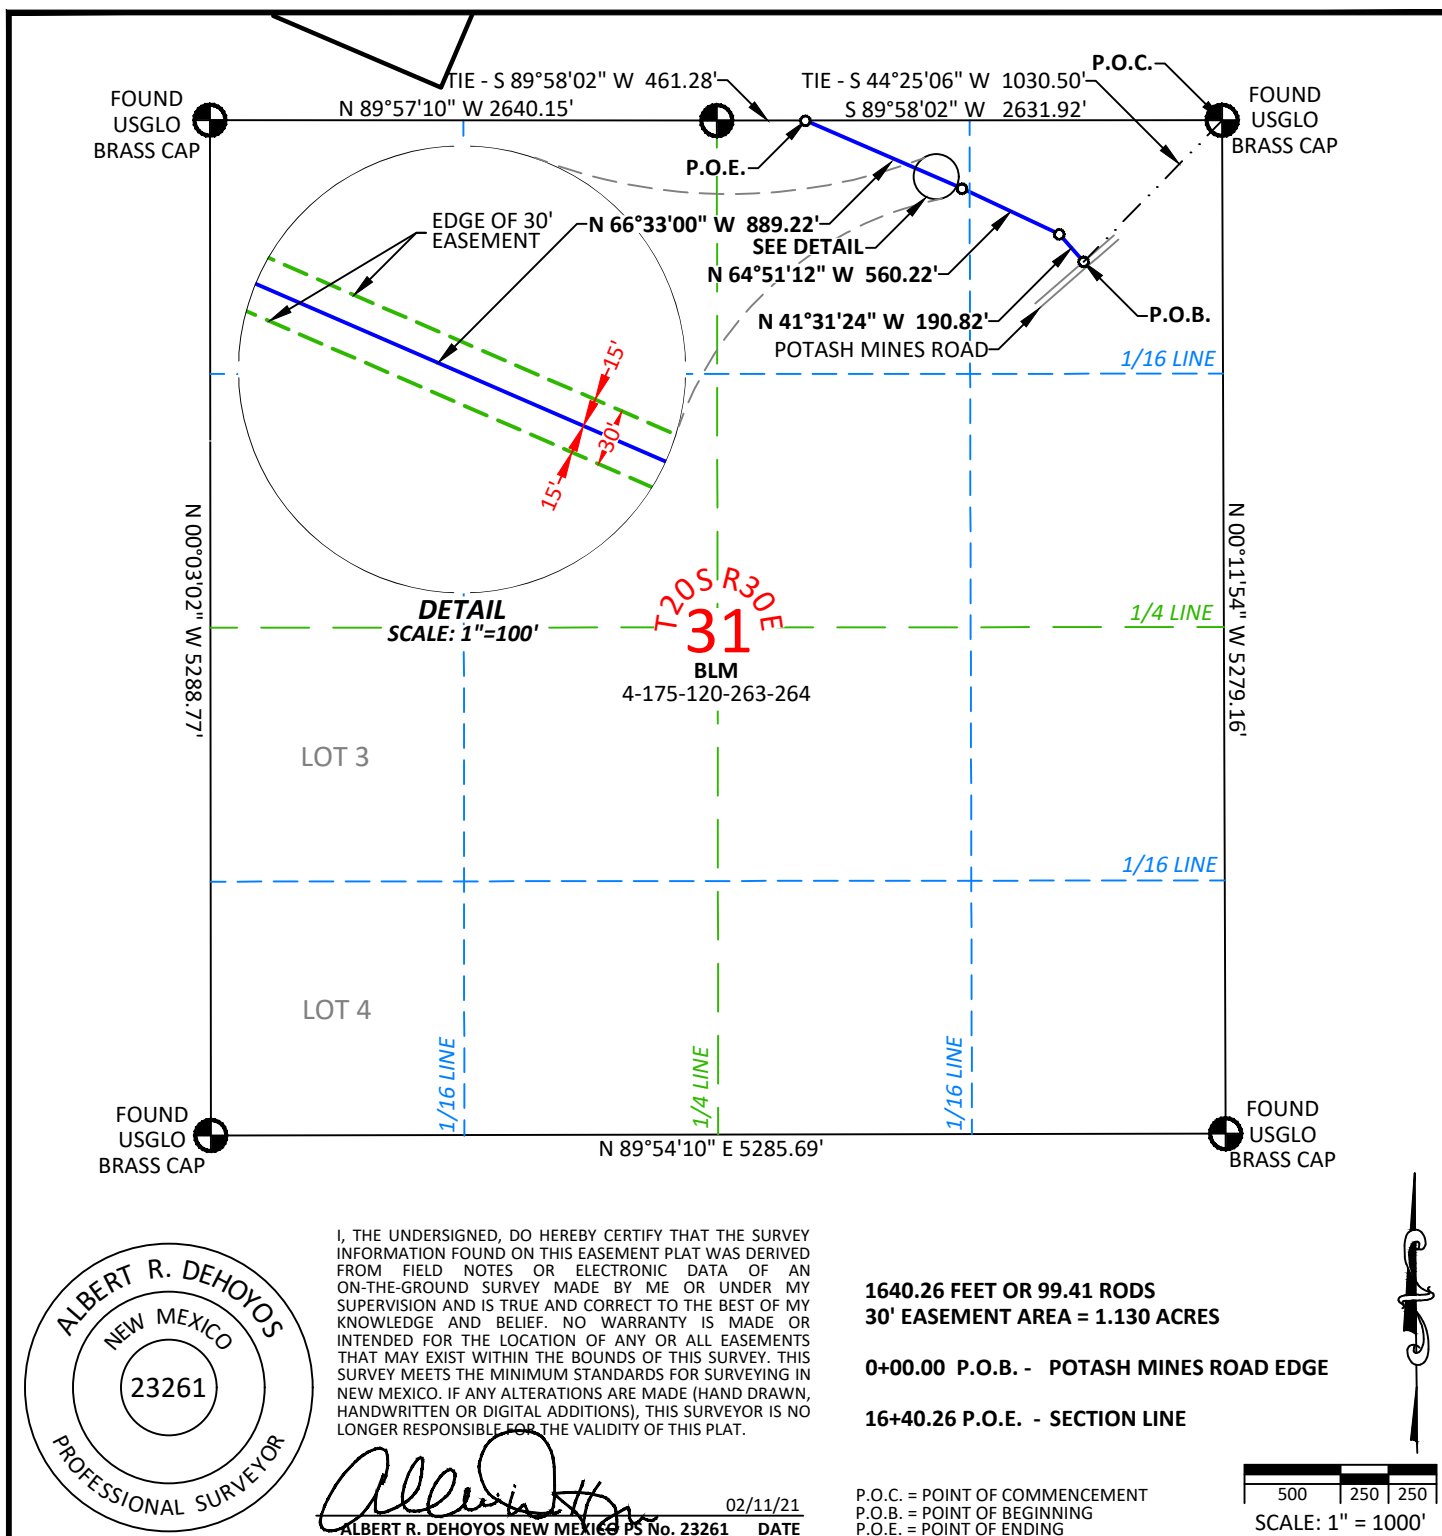 TIE - S 89°58'02" W 461.28'
TIE - S 44°25'06" W 1030.50'
P.O.C.
FOUND
USGLO
BRASS CAP
N 89°57'10" W 2640.15'
S 89°58'02" W 2631.92'
FOUND
USGLO
BRASS CAP
P.O.E.
EDGE OF 30'
EASEMENT
N 66°33'00" W 889.22'
SEE DETAIL
N 64°51'12" W 560.22'
N 41°31'24" W 190.82'
P.O.B.
POTASH MINES ROAD
1/16 LINE
15'
30'
15'
N 00°03'02" W 5288.77'
N 00°11'54" W 5279.16'
DETAIL
SCALE: 1"=100'
T20S R30E
31
BLM
4-175-120-263-264
1/4 LINE
LOT 3
1/16 LINE
LOT 4
1/16 LINE
1/4 LINE
1/16 LINE
FOUND
USGLO
BRASS CAP
N 89°54'10" E 5285.69'
FOUND
USGLO
BRASS CAP
ALBERT R. DEHOYOS
NEW MEXICO
23261
PROFESSIONAL SURVEYOR
I, THE UNDERSIGNED, DO HEREBY CERTIFY THAT THE SURVEY
INFORMATION FOUND ON THIS EASEMENT PLAT WAS DERIVED
FROM FIELD NOTES OR ELECTRONIC DATA OF AN
ON-THE-GROUND SURVEY MADE BY ME OR UNDER MY
SUPERVISION AND IS TRUE AND CORRECT TO THE BEST OF MY
KNOWLEDGE AND BELIEF. NO WARRANTY IS MADE OR
INTENDED FOR THE LOCATION OF ANY OR ALL EASEMENTS
THAT MAY EXIST WITHIN THE BOUNDS OF THIS SURVEY. THIS
SURVEY MEETS THE MINIMUM STANDARDS FOR SURVEYING IN
NEW MEXICO. IF ANY ALTERATIONS ARE MADE (HAND DRAWN,
HANDWRITTEN OR DIGITAL ADDITIONS), THIS SURVEYOR IS NO
LONGER RESPONSIBLE FOR THE VALIDITY OF THIS PLAT.
02/11/21
ALBERT R. DEHOYOS NEW MEXICO PS No. 23261 DATE
1640.26 FEET OR 99.41 RODS
30' EASEMENT AREA = 1.130 ACRES
0+00.00 P.O.B. - POTASH MINES ROAD EDGE
16+40.26 P.O.E. - SECTION LINE
P.O.C. = POINT OF COMMENCEMENT
P.O.B. = POINT OF BEGINNING
P.O.E. = POINT OF ENDING
500 250 250
SCALE: 1" = 1000'